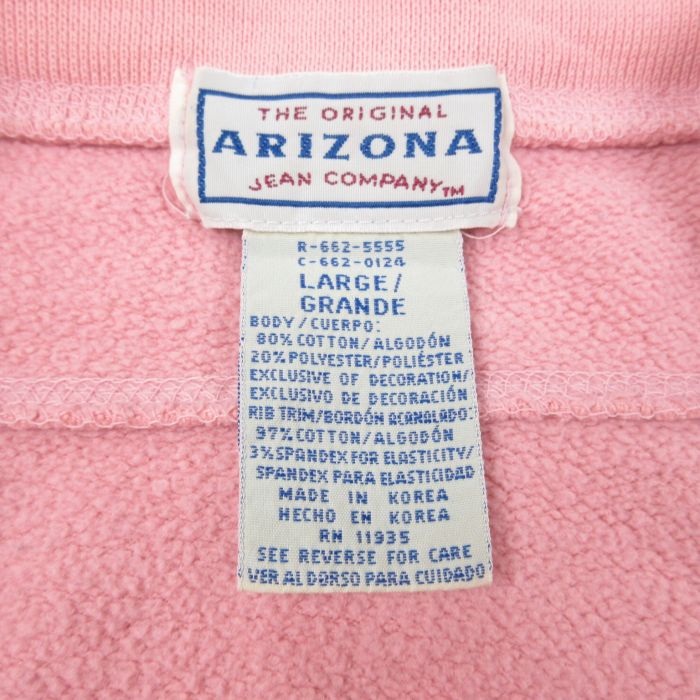 THE ORIGINAL
ARIZONA
JEAN COMPANY™
R-662-5555
C-662-0124
LARGE/
GRANDE
BODY/CUERPO:
80% COTTON/ALGODÓN
20% POLYESTER/POLIÉSTER
EXCLUSIVE OF DECORATION/
EXCLUSIVO DE DECORACIÓN
RIB TRIM/BORDÓN ACANALADO:
97% COTTON/ALGODÓN
3% SPANDEX FOR ELASTICITY/
SPANDEX PARA ELASTICIDAD
MADE IN KOREA
HECHO EN KOREA
RN 11935
SEE REVERSE FOR CARE
VER AL DORSO PARA CUIDADO